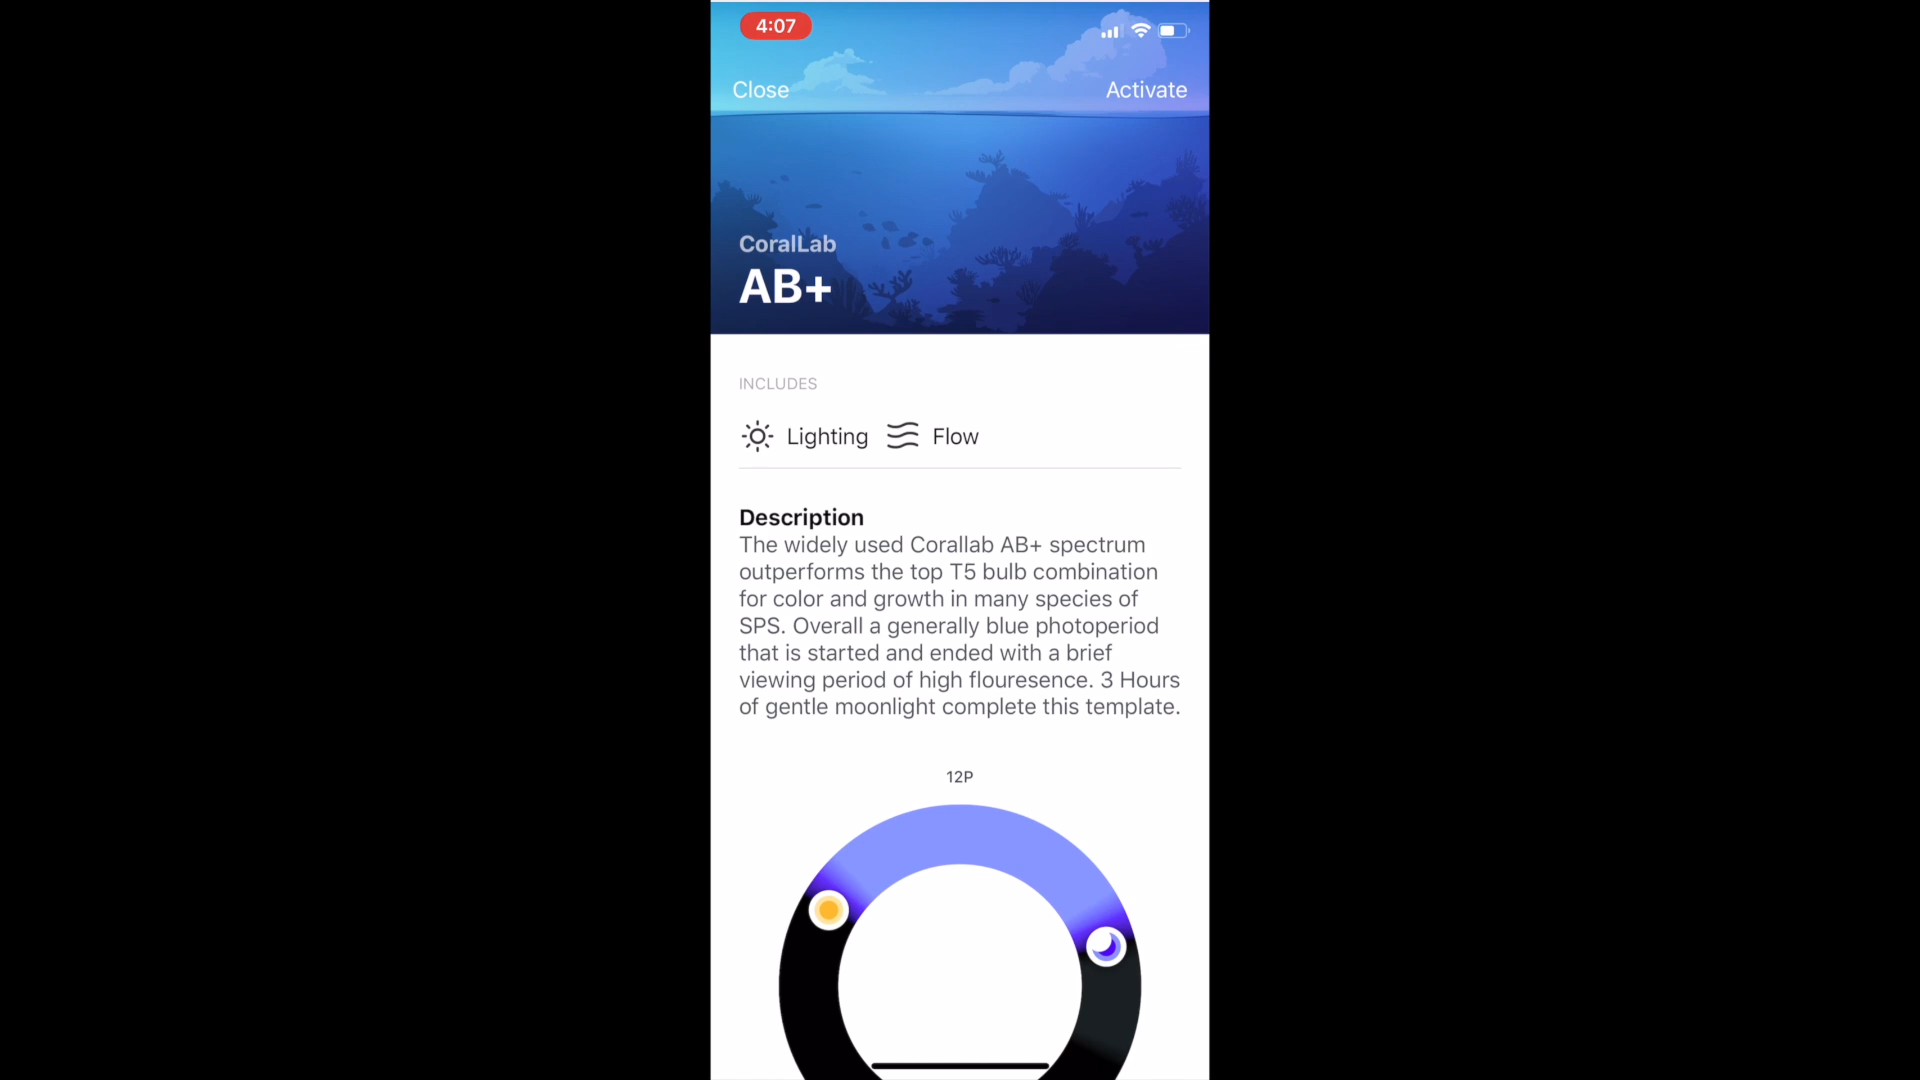 4:07
Close
Activate
CoralLab
AB+
INCLUDES
Lighting
Flow
Description
The widely used Corallab AB+ spectrum
outperforms the top T5 bulb combination
for color and growth in many species of
SPS. Overall a generally blue photoperiod
that is started and ended with a brief
viewing period of high flouresence. 3 Hours
of gentle moonlight complete this template.
12P